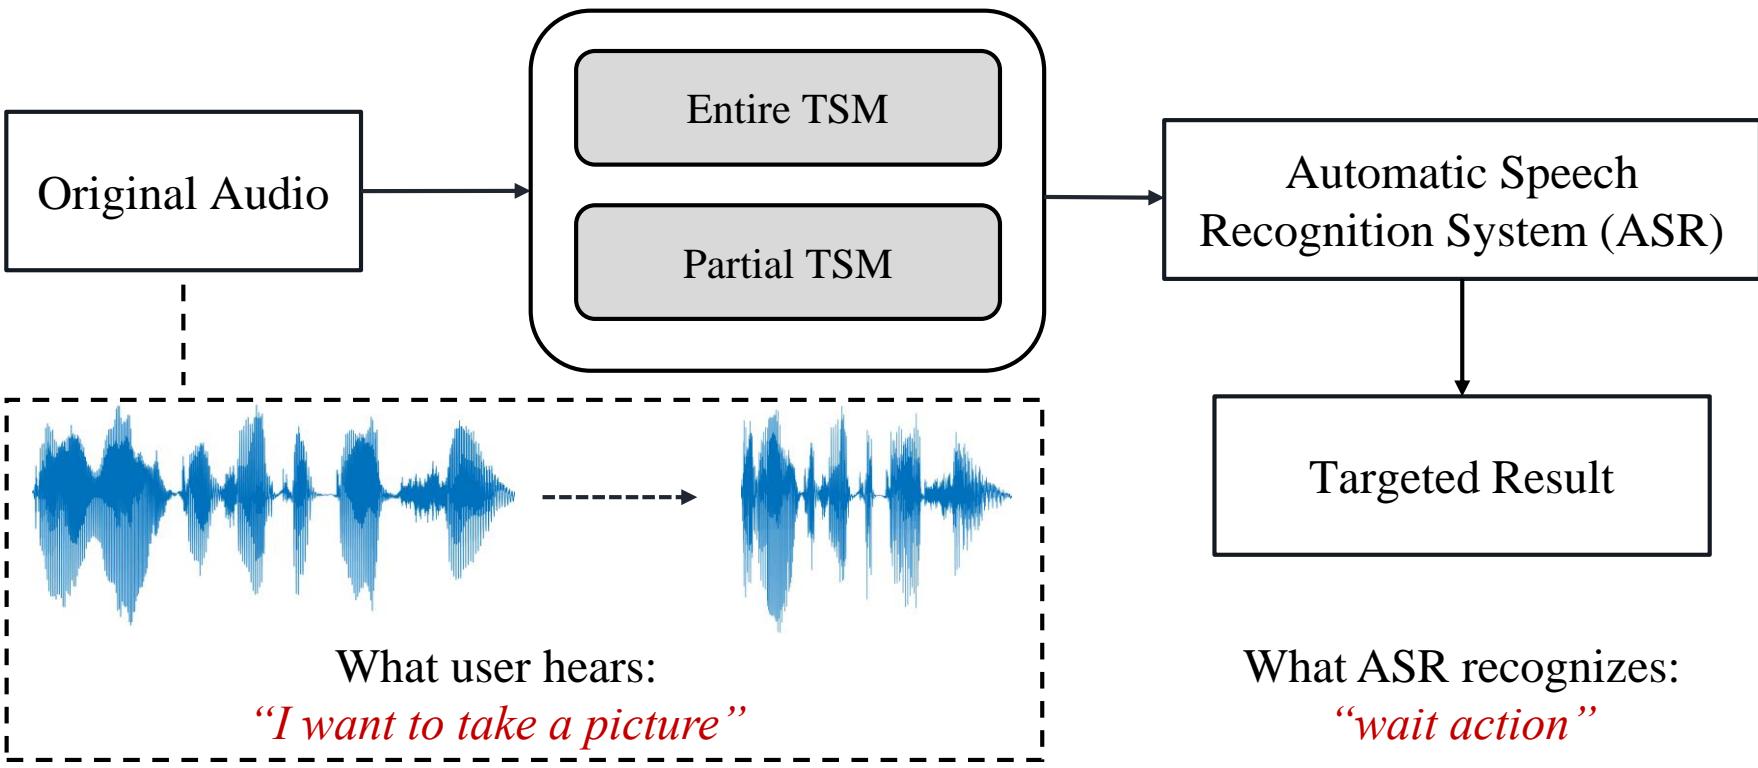 Entire TSM
Original Audio
Partial TSM
Automatic Speech
Recognition System (ASR)
Targeted Result
What user hears:
“I want to take a picture”
What ASR recognizes:
“wait action”